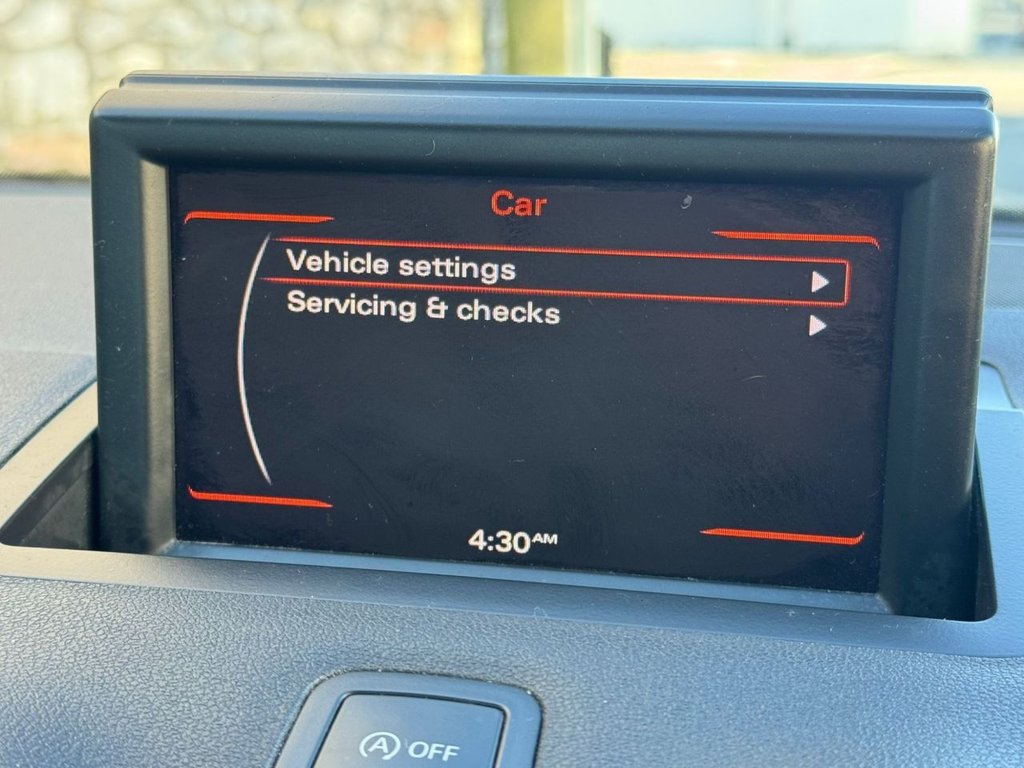 Car
Vehicle settings
Servicing & checks
4:30AM
A OFF